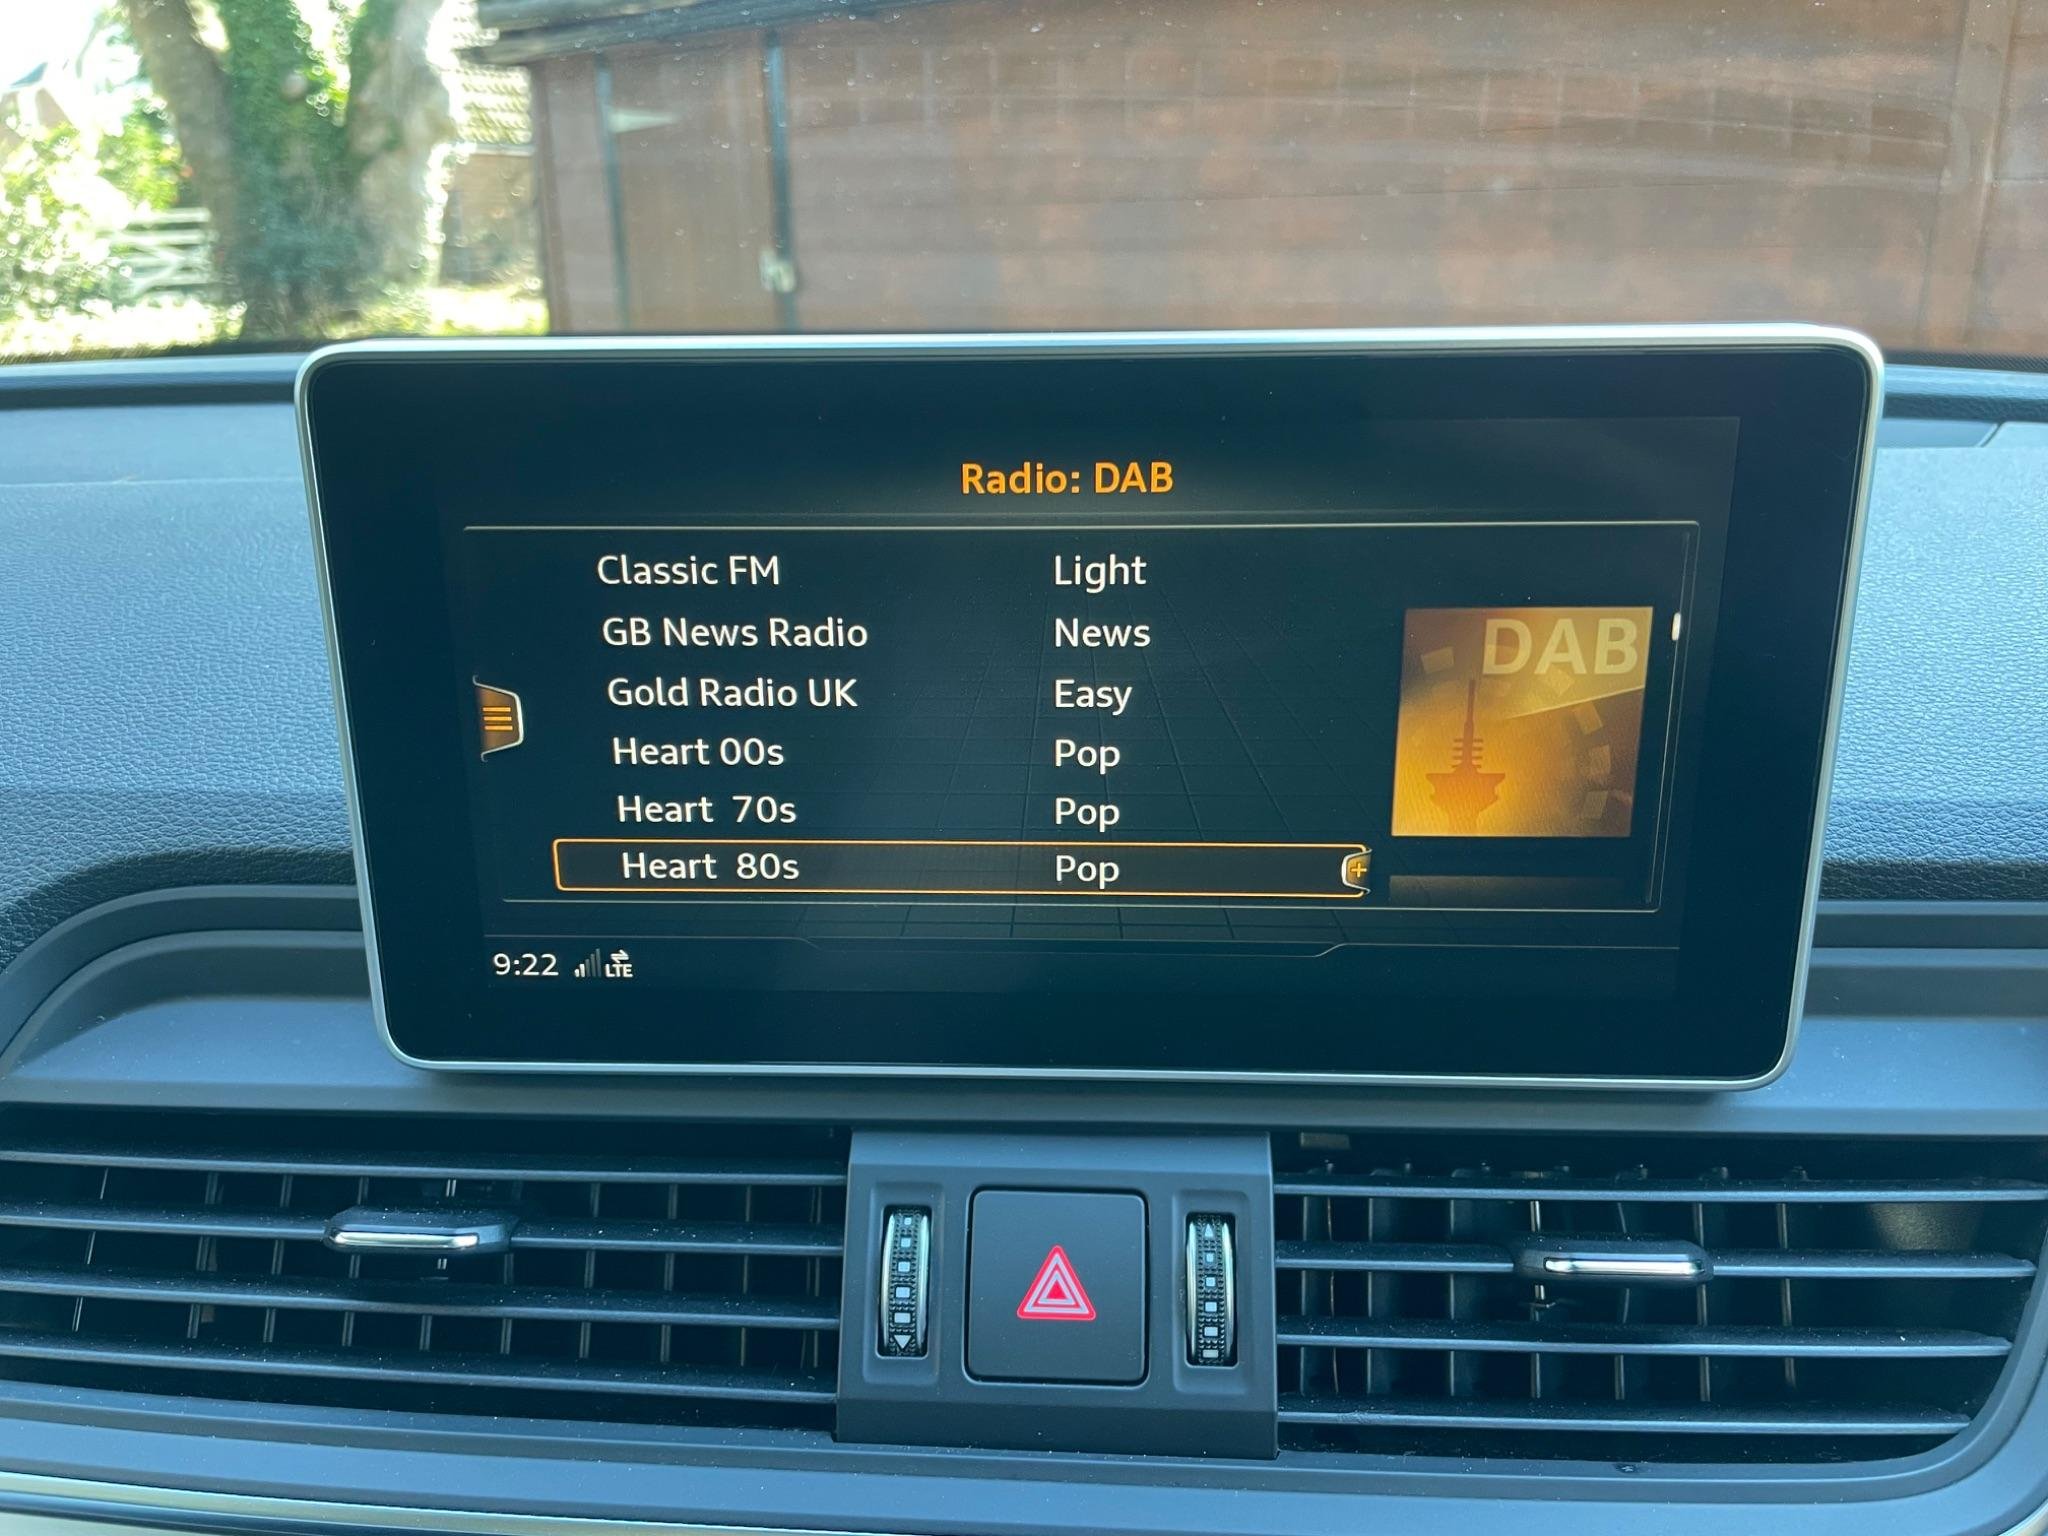 Radio: DAB
Classic FM Light
GB News Radio News
Gold Radio UK Easy
Heart 00s Pop
Heart  70s Pop
Heart  80s Pop
DAB
9:22 LTE